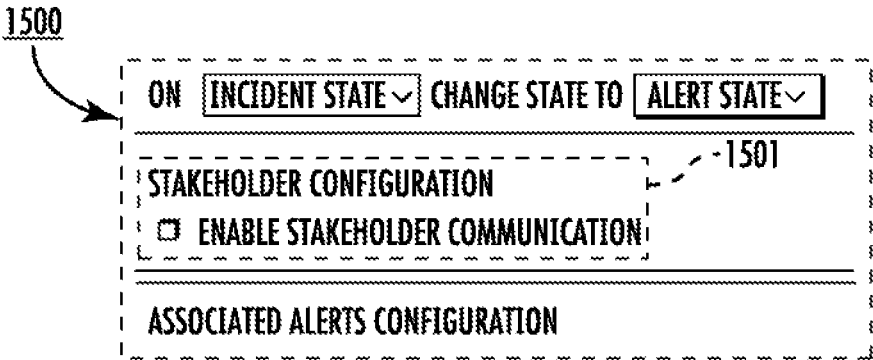 1500
ON INCIDENT STATE CHANGE STATE TO ALERT STATE
1501
STAKEHOLDER CONFIGURATION
ENABLE STAKEHOLDER COMMUNICATION
ASSOCIATED ALERTS CONFIGURATION